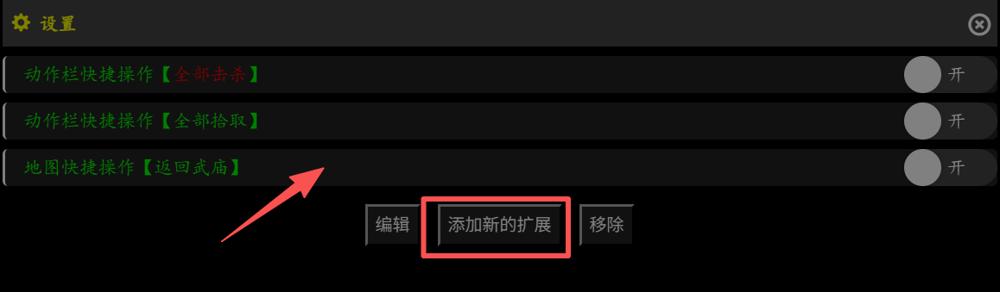 设置
动作栏快捷操作【全部击杀】 开
动作栏快捷操作【全部拾取】 开
地图快捷操作【返回武庙】 开
编辑 添加新的扩展 移除